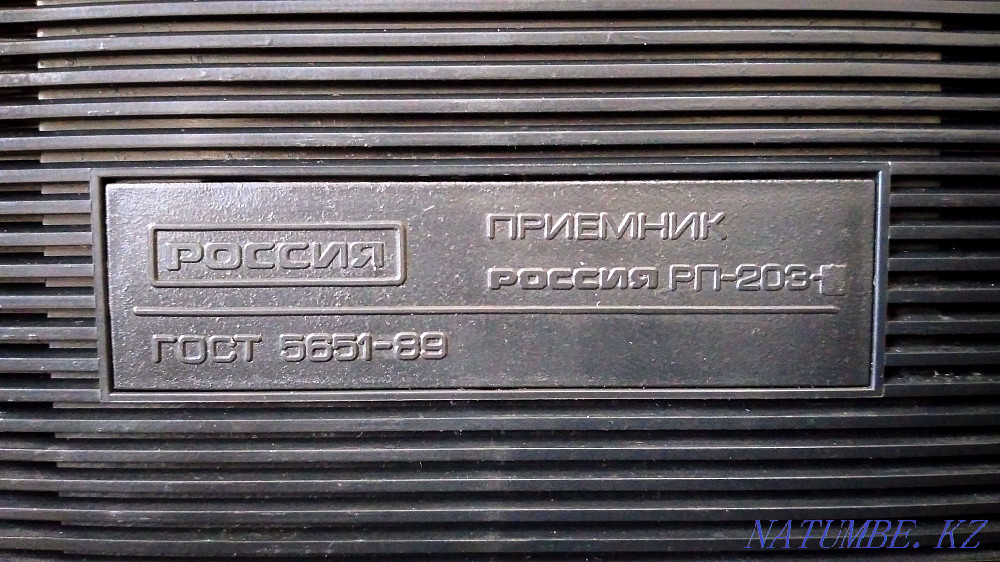 РОССИЯ
ПРИЕМНИК
РОССИЯ РП-203-
ГОСТ 5651-89
NATUMBE. KZ